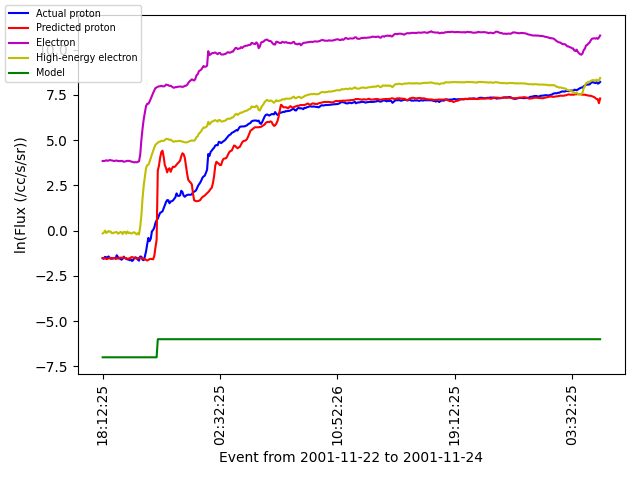 Actual proton
Predicted proton
Electron
High-energy electron
Model
10.0
7.5
5.0
2.5
0.0
−2.5
−5.0
−7.5
ln(Flux (/cc/s/sr))
18:12:25
02:32:25
10:52:26
19:12:25
03:32:25
Event from 2001-11-22 to 2001-11-24